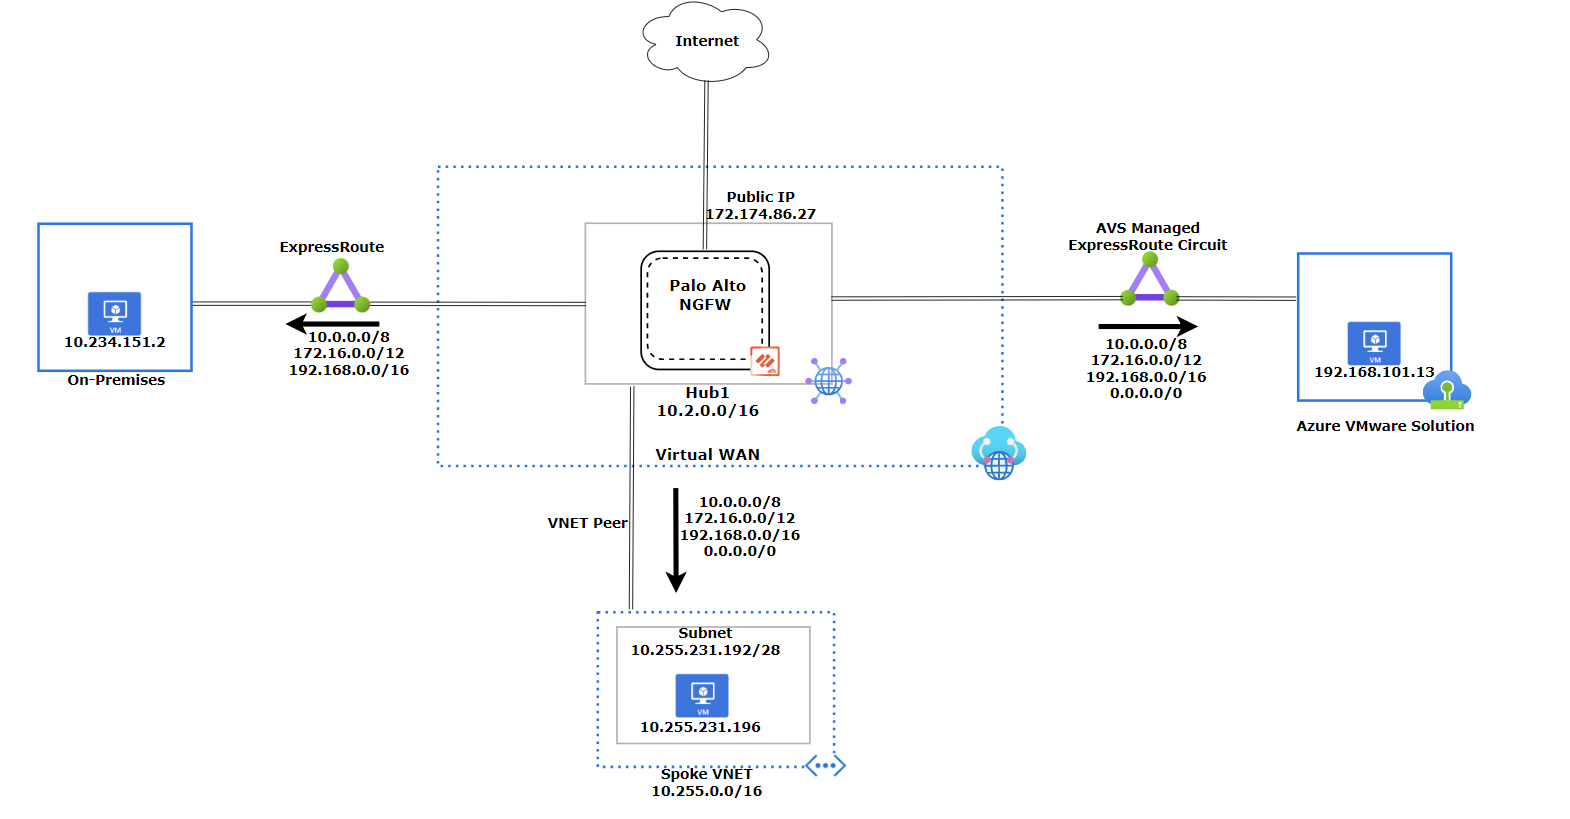 Internet
Public IP
172.174.86.27
AVS Managed
ExpressRoute Circuit
ExpressRoute
Palo Alto
NGFW
VM
10.234.151.2
On-Premises
10.0.0.0/8
172.16.0.0/12
192.168.0.0/16
10.0.0.0/8
172.16.0.0/12
192.168.0.0/16
0.0.0.0/0
VM
192.168.101.13
Azure VMware Solution
Hub1
10.2.0.0/16
Virtual WAN
VNET Peer
10.0.0.0/8
172.16.0.0/12
192.168.0.0/16
0.0.0.0/0
Subnet
10.255.231.192/28
VM
10.255.231.196
Spoke VNET
10.255.0.0/16